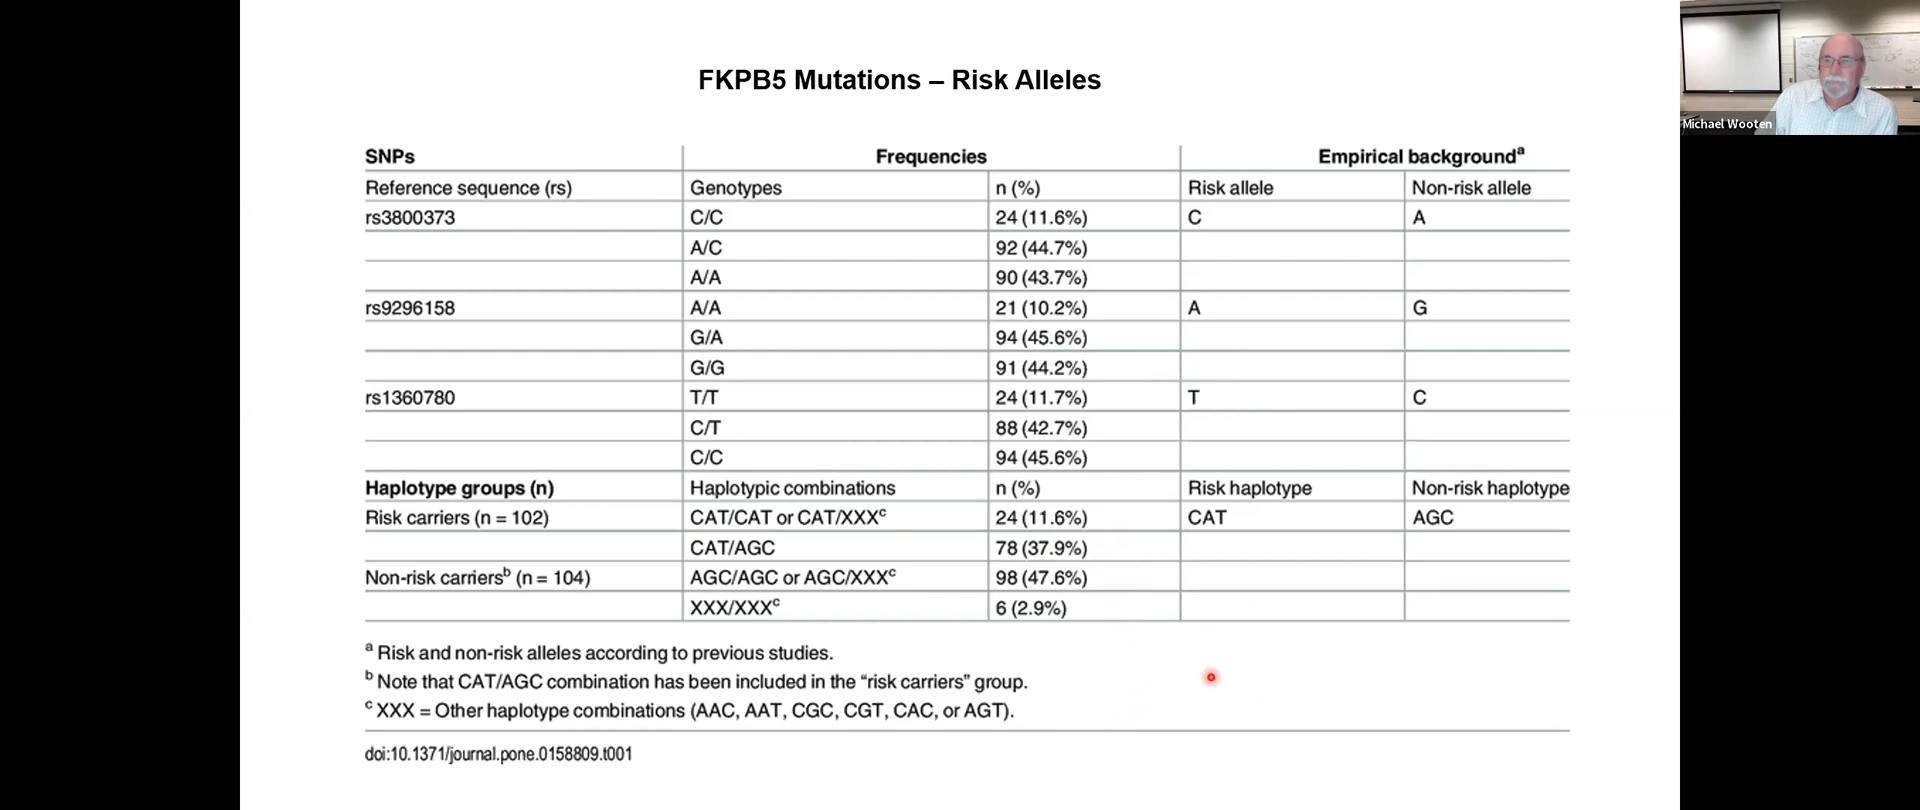 FKPB5 Mutations – Risk Alleles
Michael Wooten
SNPs Frequencies Empirical backgroundᵃ
Reference sequence (rs) Genotypes n (%) Risk allele Non-risk allele
rs3800373 C/C 24 (11.6%) C A
A/C 92 (44.7%)
A/A 90 (43.7%)
rs9296158 A/A 21 (10.2%) A G
G/A 94 (45.6%)
G/G 91 (44.2%)
rs1360780 T/T 24 (11.7%) T C
C/T 88 (42.7%)
C/C 94 (45.6%)
Haplotype groups (n) Haplotypic combinations n (%) Risk haplotype Non-risk haplotype
Risk carriers (n = 102) CAT/CAT or CAT/XXXᶜ 24 (11.6%) CAT AGC
CAT/AGC 78 (37.9%)
Non-risk carriersᵇ (n = 104) AGC/AGC or AGC/XXXᶜ 98 (47.6%)
XXX/XXXᶜ 6 (2.9%)
ᵃ Risk and non-risk alleles according to previous studies.
ᵇ Note that CAT/AGC combination has been included in the “risk carriers” group.
ᶜ XXX = Other haplotype combinations (AAC, AAT, CGC, CGT, CAC, or AGT).
doi:10.1371/journal.pone.0158809.t001